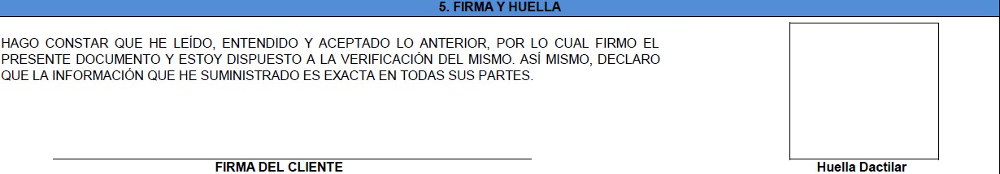 5. FIRMA Y HUELLA
HAGO CONSTAR QUE HE LEÍDO, ENTENDIDO Y ACEPTADO LO ANTERIOR, POR LO CUAL FIRMO EL
PRESENTE DOCUMENTO Y ESTOY DISPUESTO A LA VERIFICACIÓN DEL MISMO. ASÍ MISMO, DECLARO
QUE LA INFORMACIÓN QUE HE SUMINISTRADO ES EXACTA EN TODAS SUS PARTES.
FIRMA DEL CLIENTE
Huella Dactilar